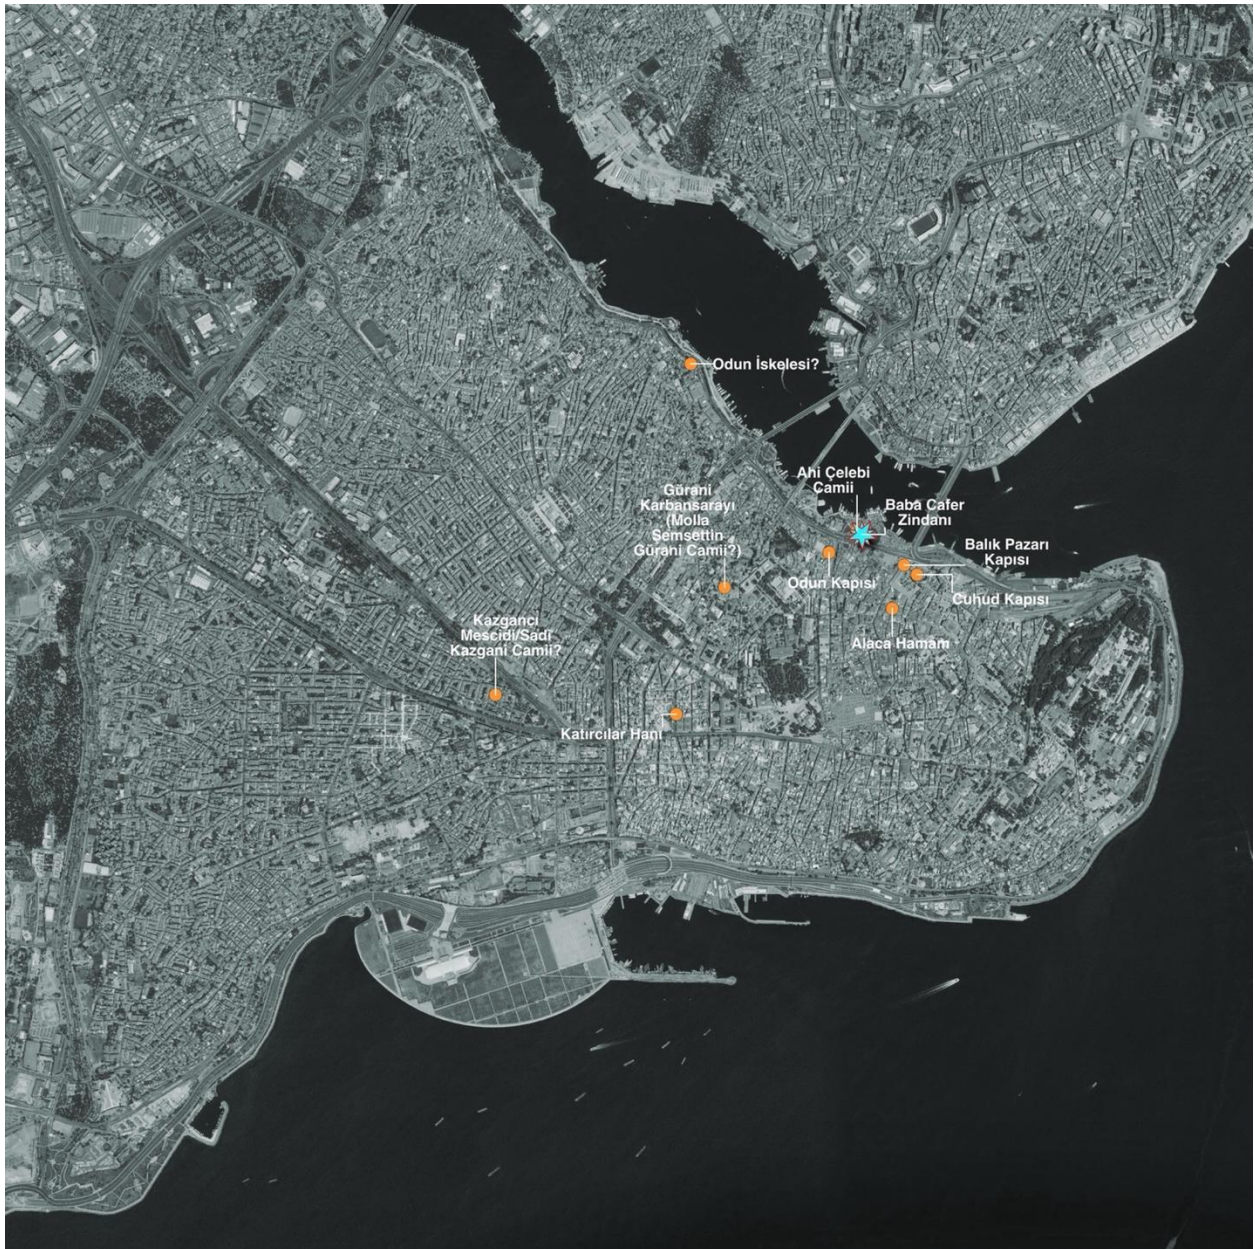 Odun İskelesi?
Ahi Çelebi
Camii
Gürani
Karbansarayı
(Molla
Şemsettin
Gürani Camii?)
Baba Cafer
Zindanı
Balık Pazarı
Kapısı
Odun Kapısı
Cuhud Kapısı
Alaca Hamam
Kazgancı
Mescidi/Sadi
Kazgani Camii?
Katırcılar Hanı